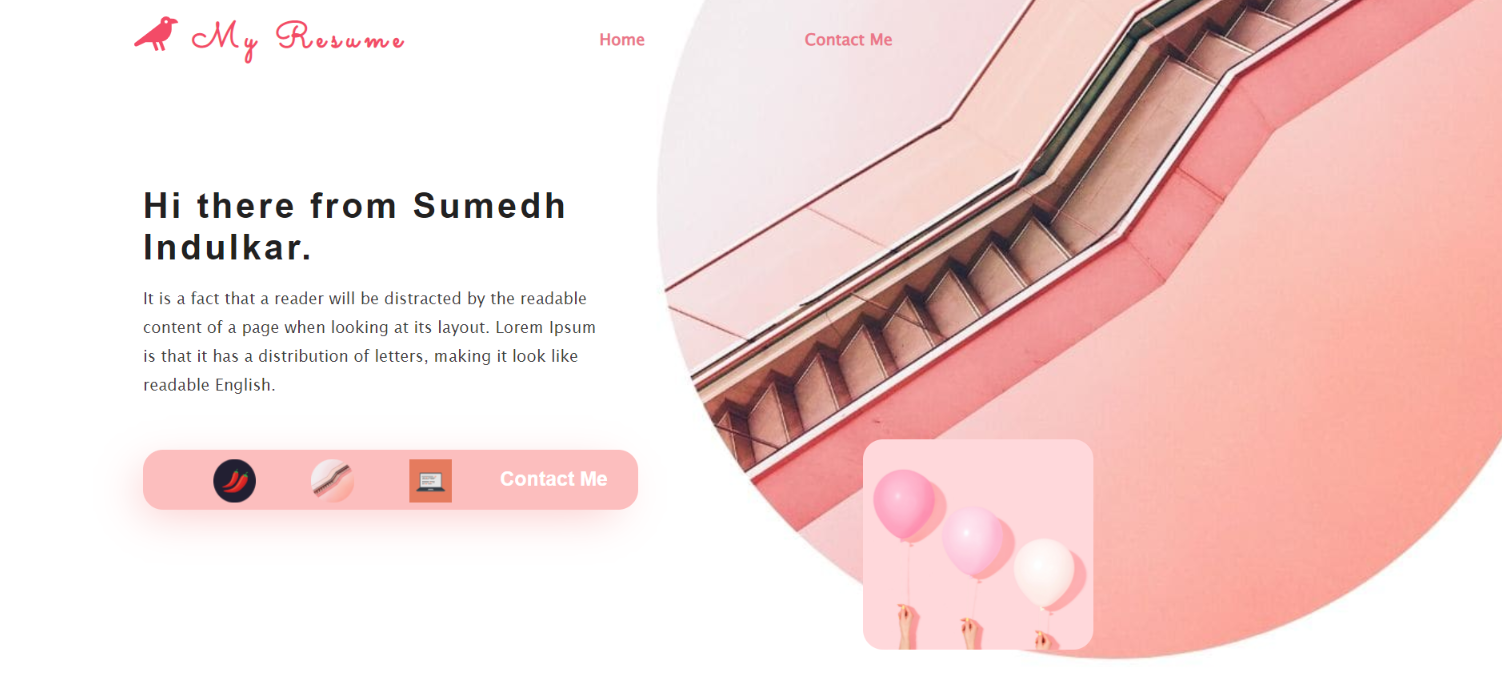 My Resume
Home
Contact Me
Hi there from Sumedh
Indulkar.
It is a fact that a reader will be distracted by the readable
content of a page when looking at its layout. Lorem Ipsum
is that it has a distribution of letters, making it look like
readable English.
Contact Me